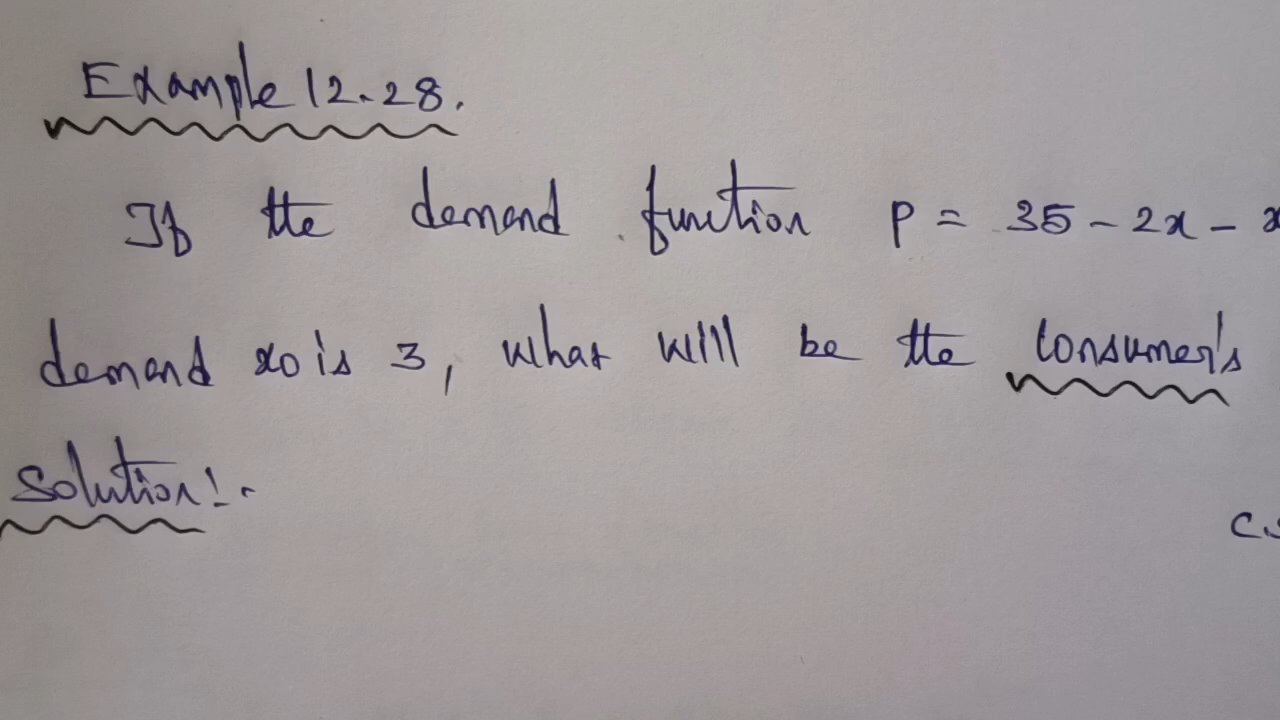 Example 12.28.
If the demand function P = 35 - 2x -
demand x0 is 3, what will be the Consumer's
Solution:-
C.